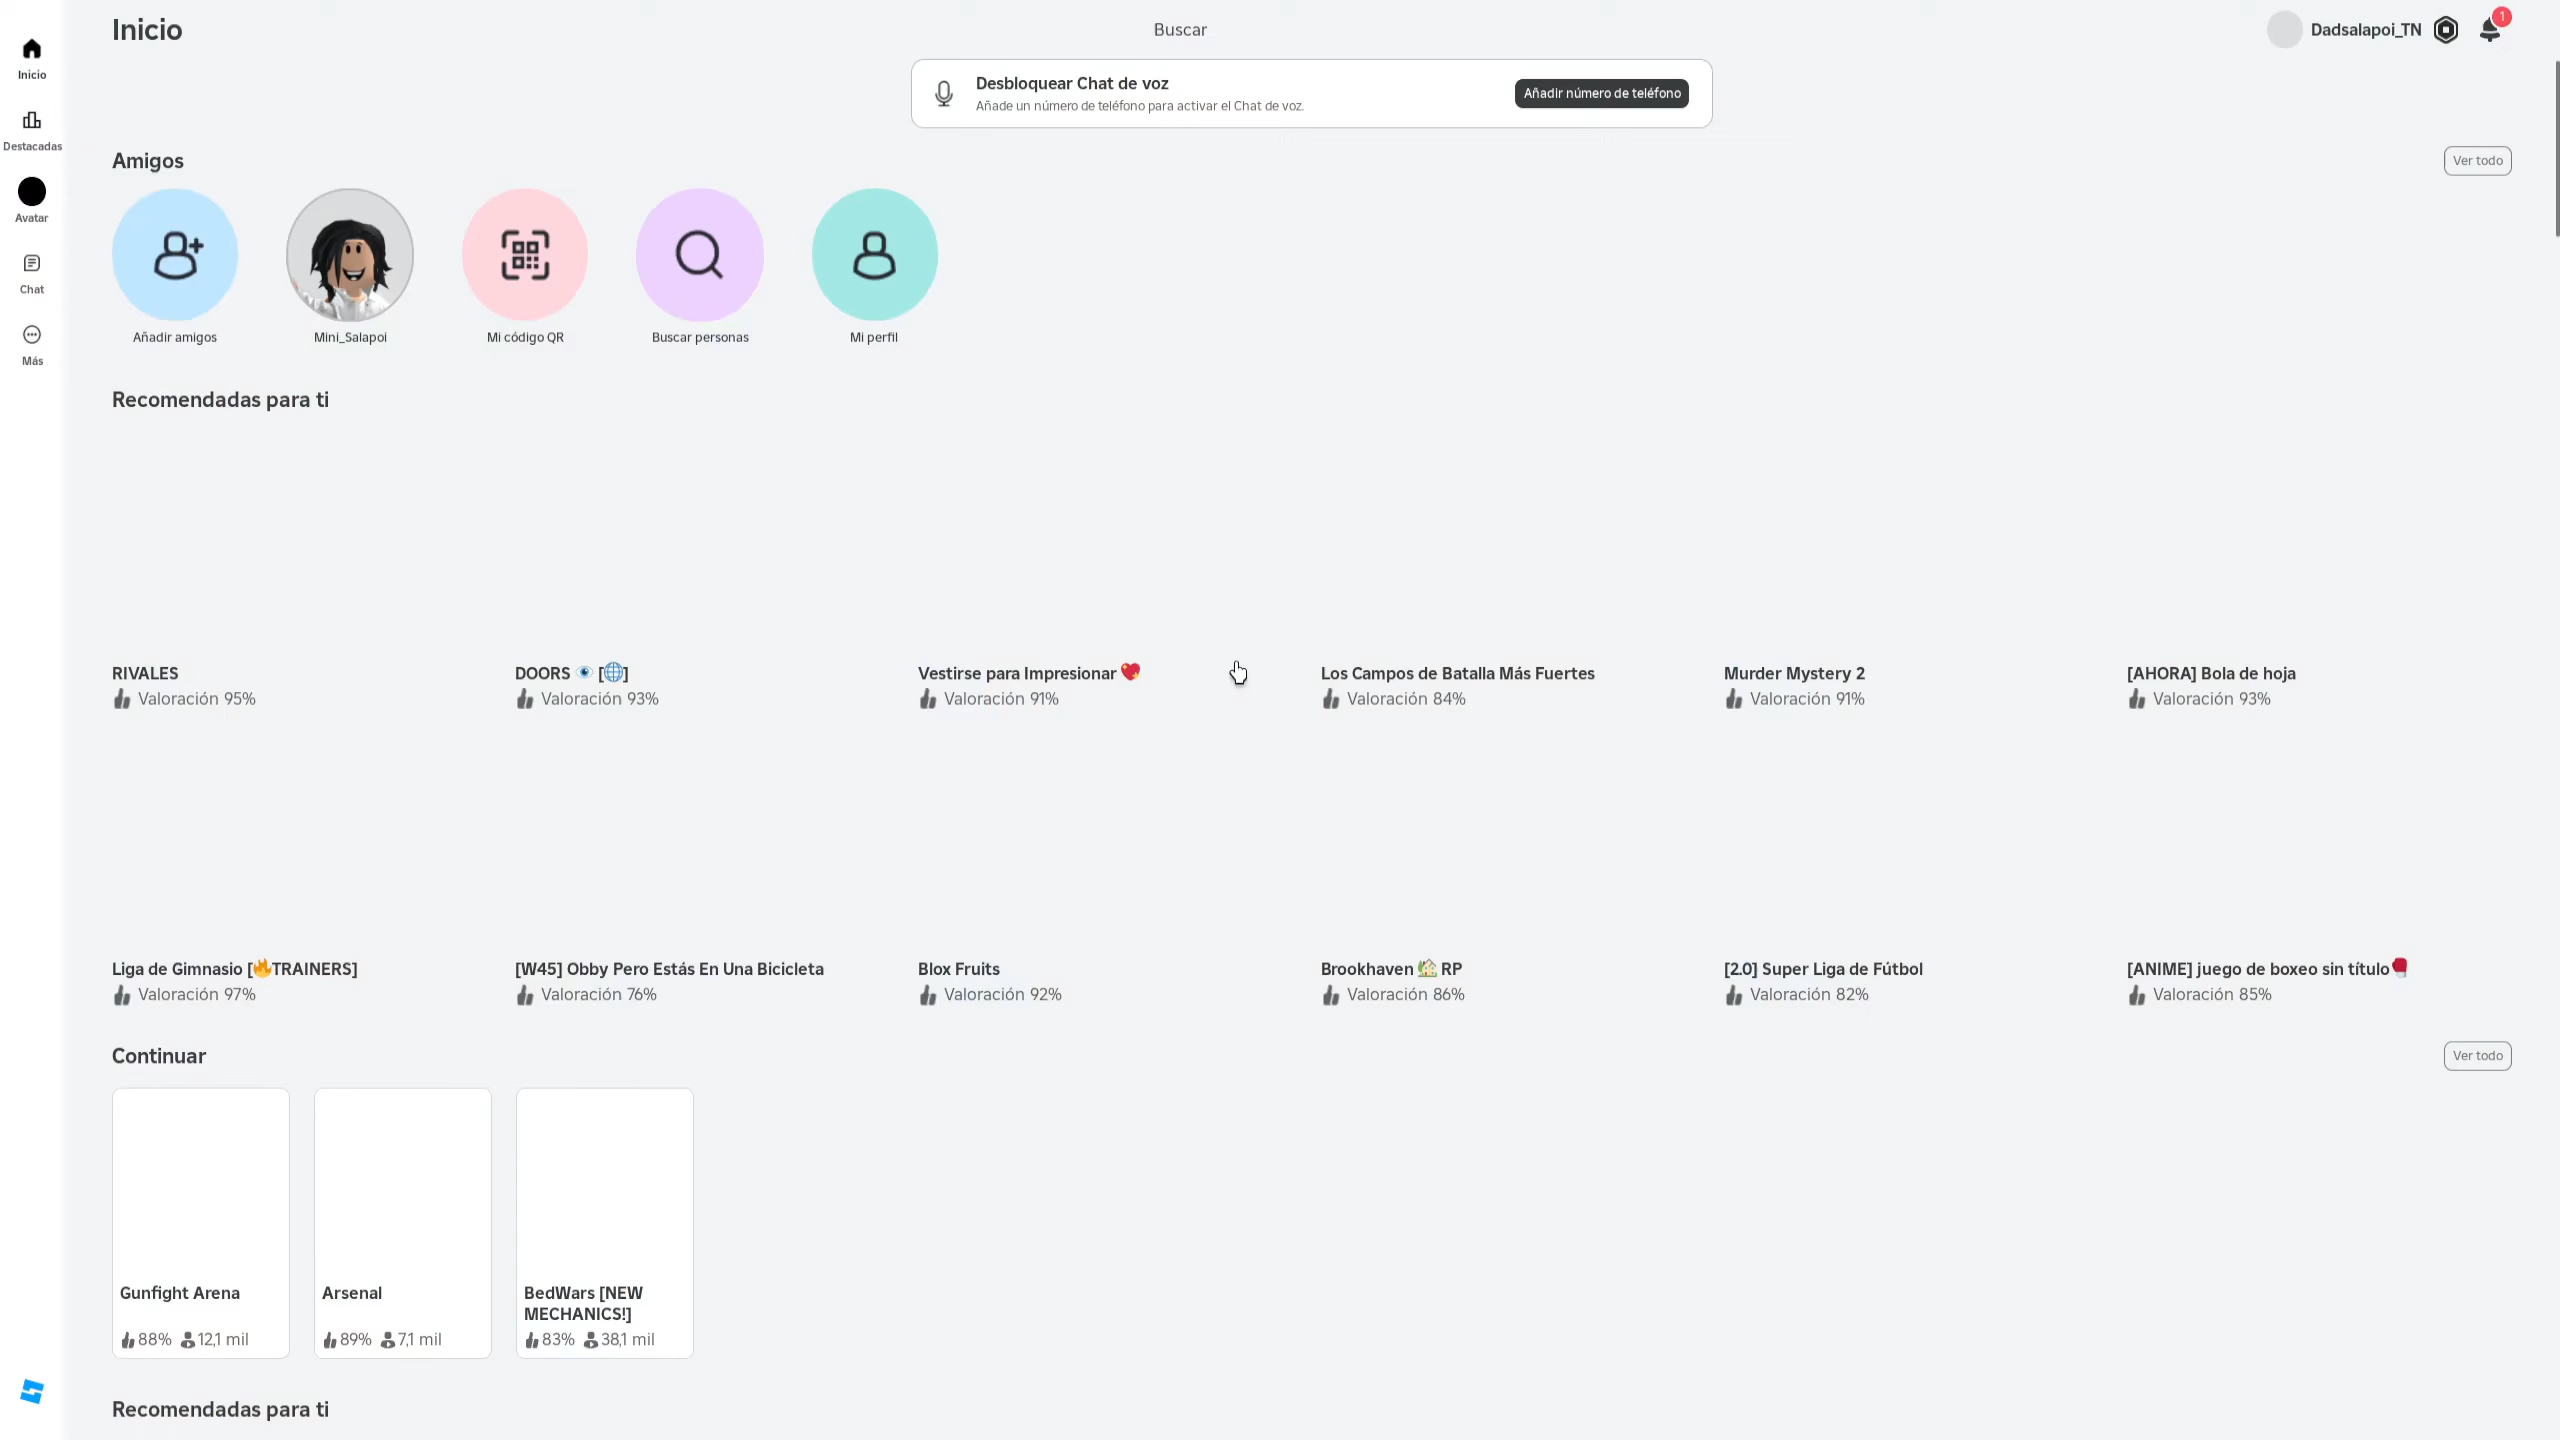 Inicio
Buscar
Dadsalapoi_TN
1
Inicio
Destacadas
Avatar
Chat
Más
Desbloquear Chat de voz
Añade un número de teléfono para activar el Chat de voz.
Añadir número de teléfono
Amigos
Ver todo
Añadir amigos
Mini_Salapoi
Mi código QR
Buscar personas
Mi perfil
Recomendadas para ti
RIVALES
Valoración 95%
DOORS 👁️ [🌐]
Valoración 93%
Vestirse para Impresionar 💖
Valoración 91%
Los Campos de Batalla Más Fuertes
Valoración 84%
Murder Mystery 2
Valoración 91%
[AHORA] Bola de hoja
Valoración 93%
Liga de Gimnasio [🔥TRAINERS]
Valoración 97%
[W45] Obby Pero Estás En Una Bicicleta
Valoración 76%
Blox Fruits
Valoración 92%
Brookhaven 🏡 RP
Valoración 86%
[2.0] Super Liga de Fútbol
Valoración 82%
[ANIME] juego de boxeo sin título🥊
Valoración 85%
Continuar
Ver todo
Gunfight Arena
88% 12,1 mil
Arsenal
89% 7,1 mil
BedWars [NEW
MECHANICS!]
83% 38,1 mil
Recomendadas para ti